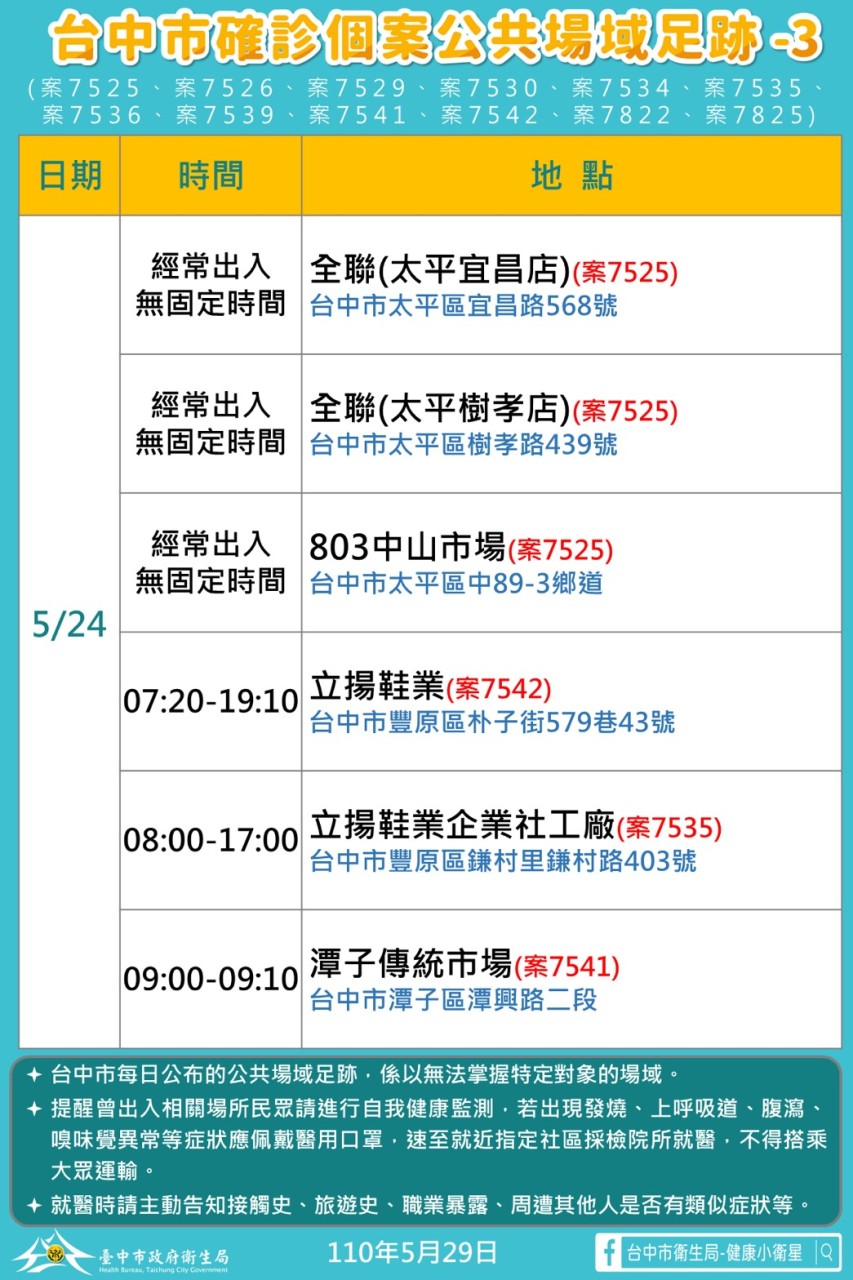 台中市確診個案公共場域足跡-3
(案7525、案7526、案7529、案7530、案7534、案7535、
案7536、案7539、案7541、案7542、案7822、案7825)
日期
時間
地 點
5/24
經常出入
無固定時間
全聯(太平宜昌店)(案7525)
台中市太平區宜昌路568號
經常出入
無固定時間
全聯(太平樹孝店)(案7525)
台中市太平區樹孝路439號
經常出入
無固定時間
803中山市場(案7525)
台中市太平區中89-3鄉道
07:20-19:10
立揚鞋業(案7542)
台中市豐原區朴子街579巷43號
08:00-17:00
立揚鞋業企業社工廠(案7535)
台中市豐原區鎌村里鎌村路403號
09:00-09:10
潭子傳統市場(案7541)
台中市潭子區潭興路二段
台中市每日公布的公共場域足跡，係以無法掌握特定對象的場域。
提醒曾出入相關場所民眾請進行自我健康監測，若出現發燒、上呼吸道、腹瀉、
嗅味覺異常等症狀應佩戴醫用口罩，速至就近指定社區採檢院所就醫，不得搭乘
大眾運輸。
就醫時請主動告知接觸史、旅遊史、職業暴露、周遭其他人是否有類似症狀等。
臺中市政府衛生局
Health Bureau, Taichung City Government
110年5月29日
台中市衛生局-健康小衛星